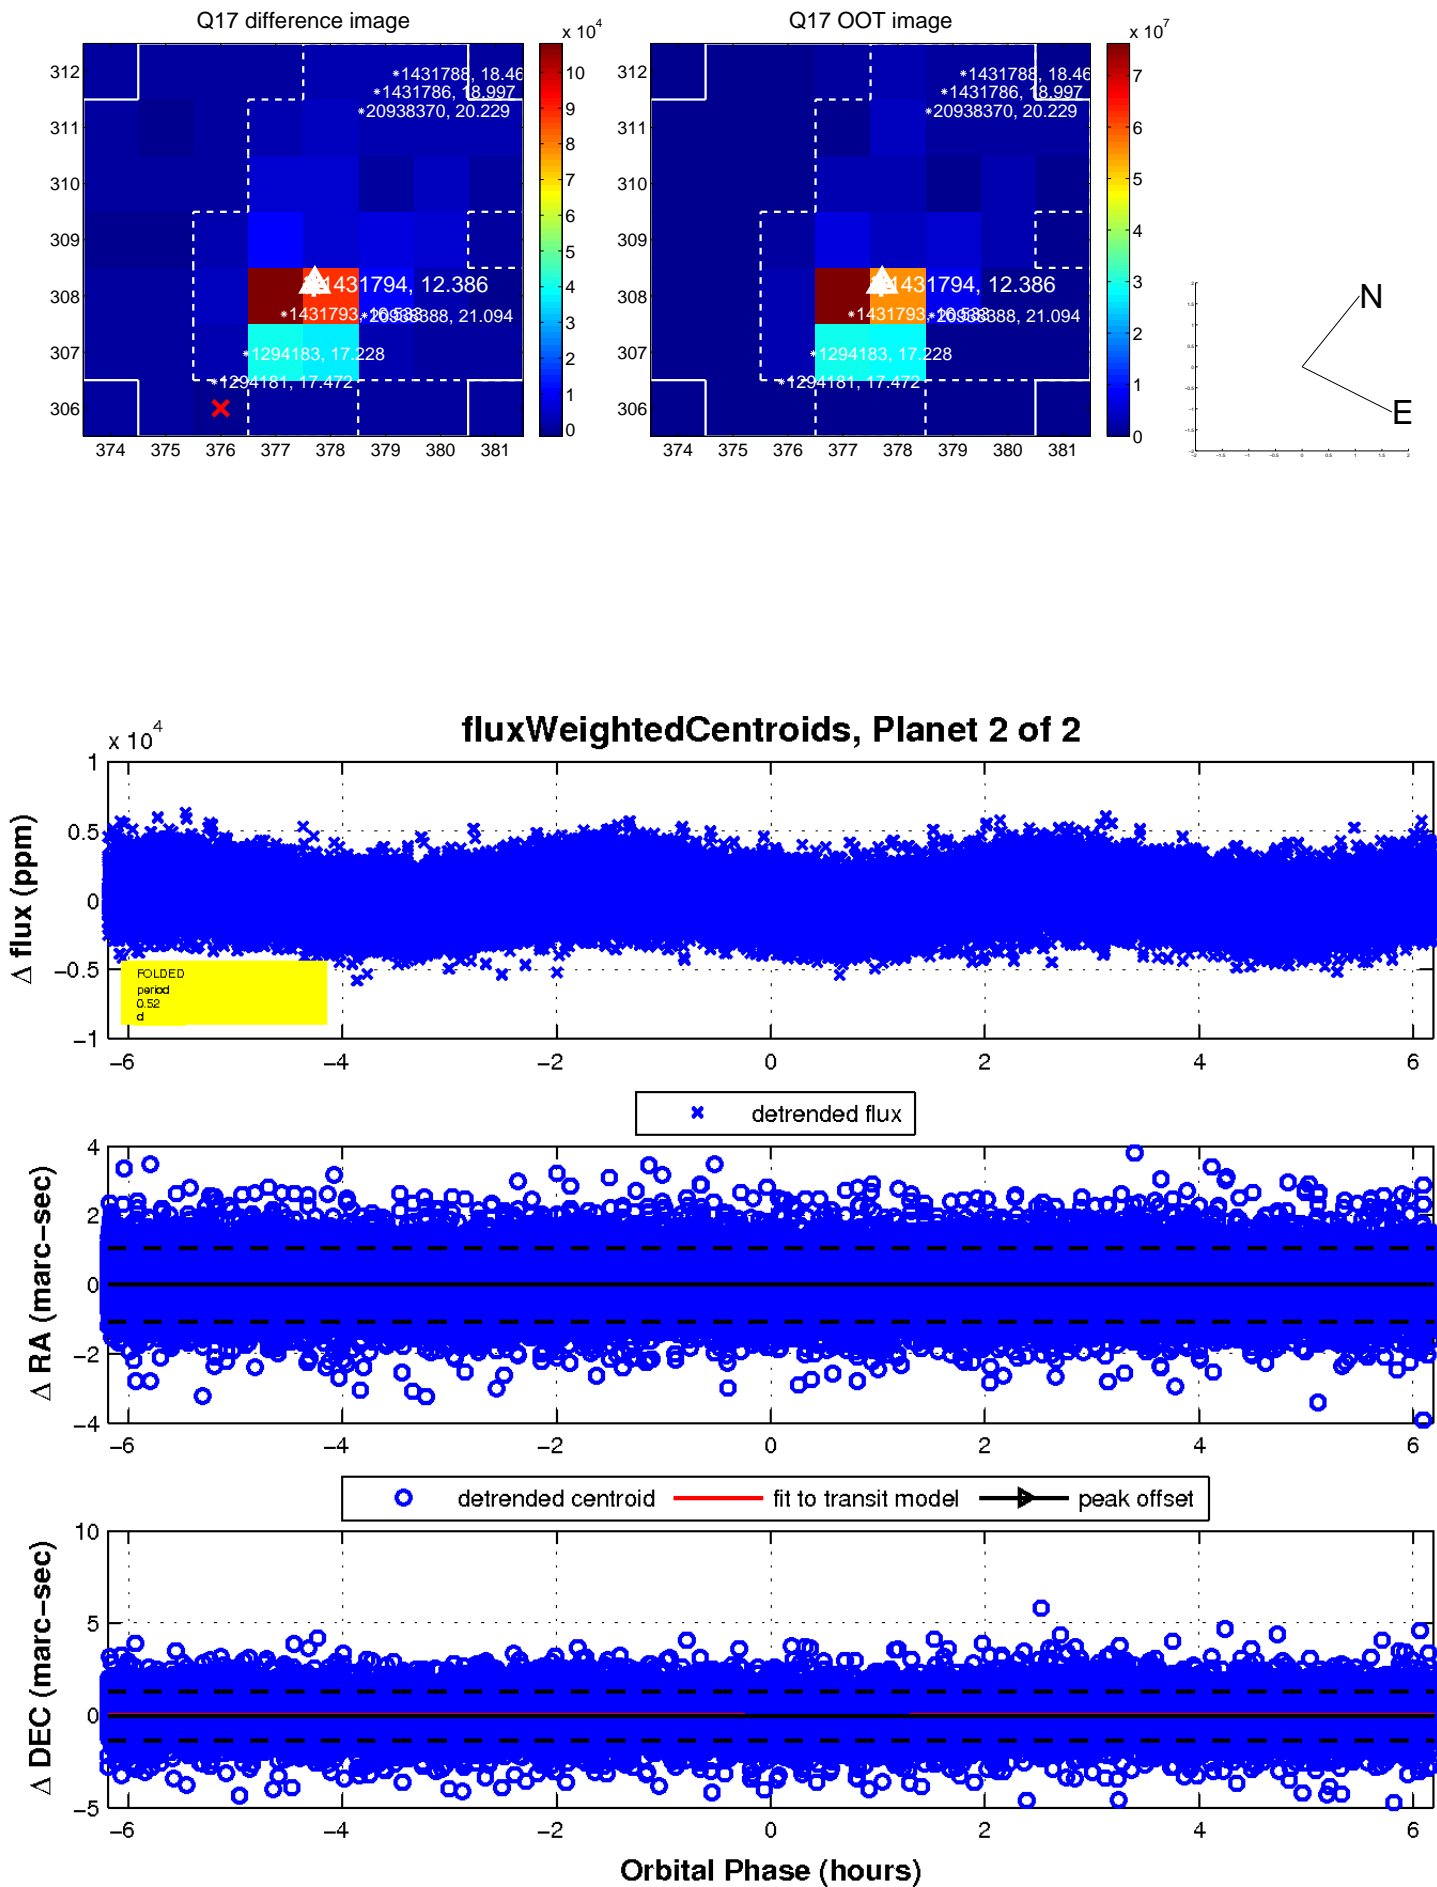 Q17 difference image
Q17 OOT image
x 10^4
x 10^7
312
311
310
309
308
307
306
374 375 376 377 378 379 380 381
10
9
8
7
6
5
4
3
2
1
0
*1431788, 18.46
*1431786, 18.997
*20938370, 20.229
1431794, 12.386
*1431793, 16.533
*20938388, 21.094
*1294183, 17.228
*1294181, 17.472
312
311
310
309
308
307
306
374 375 376 377 378 379 380 381
7
6
5
4
3
2
1
0
*1431788, 18.46
*1431786, 18.997
*20938370, 20.229
1431794, 12.386
*1431793, 16.533
*20938388, 21.094
*1294183, 17.228
*1294181, 17.472
N
E
fluxWeightedCentroids, Planet 2 of 2
x 10^4
Δ flux (ppm)
1
0.5
0
−0.5
−1
FOLDED
period
0.52
d
−6 −4 −2 0 2 4 6
detrended flux
Δ RA (marc−sec)
4
2
0
−2
−4
−6 −4 −2 0 2 4 6
detrended centroid fit to transit model peak offset
Δ DEC (marc−sec)
10
5
0
−5
−6 −4 −2 0 2 4 6
Orbital Phase (hours)